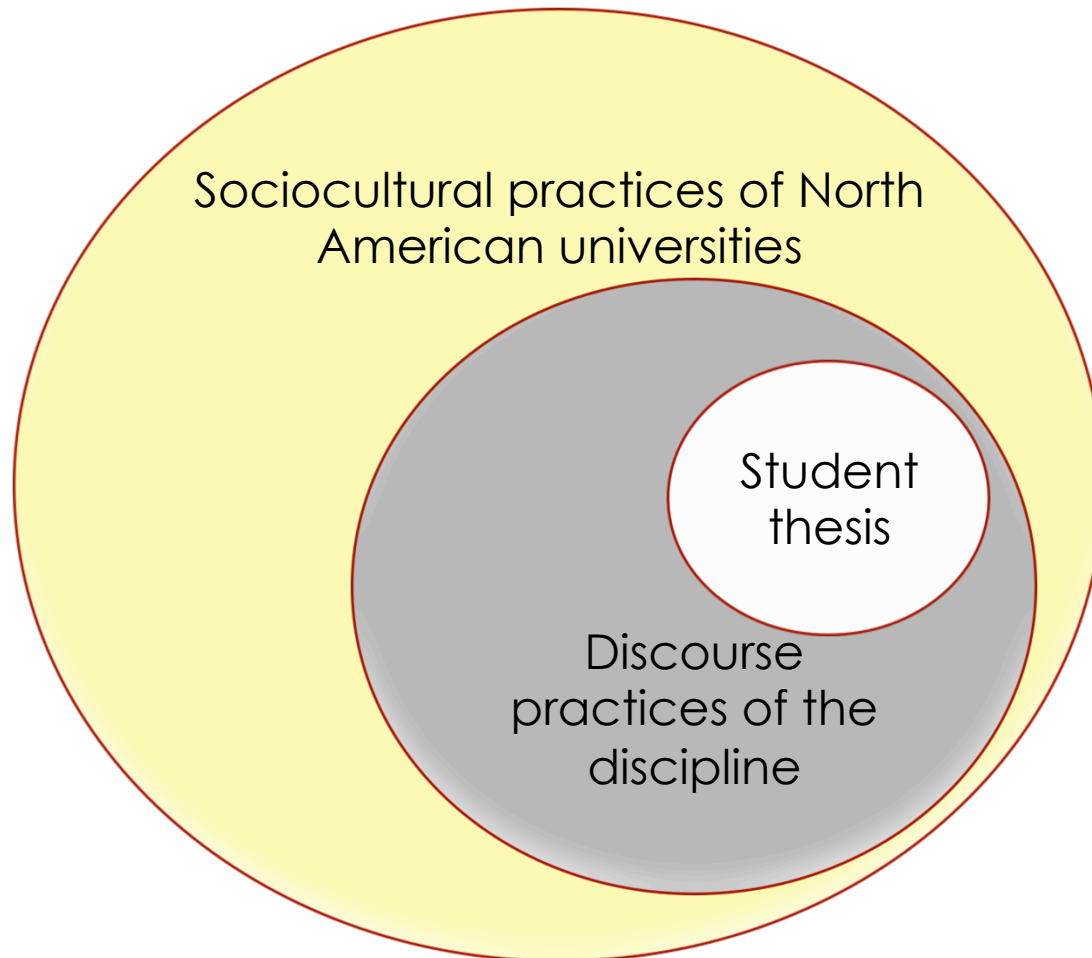 Sociocultural practices of North
American universities
Student
thesis
Discourse
practices of the
discipline